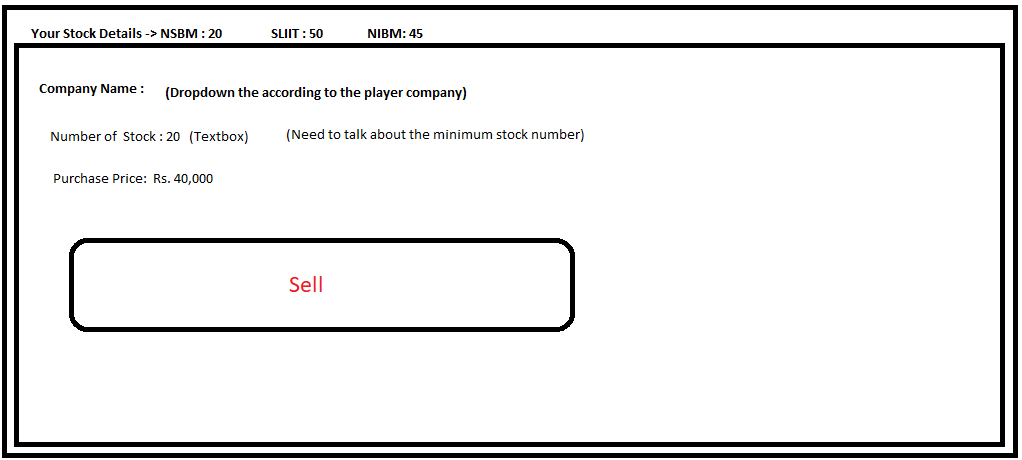 Your Stock Details -> NSBM : 20 SLIIT : 50 NIBM: 45
Company Name : (Dropdown the according to the player company)
Number of Stock : 20 (Textbox) (Need to talk about the minimum stock number)
Purchase Price: Rs. 40,000
Sell